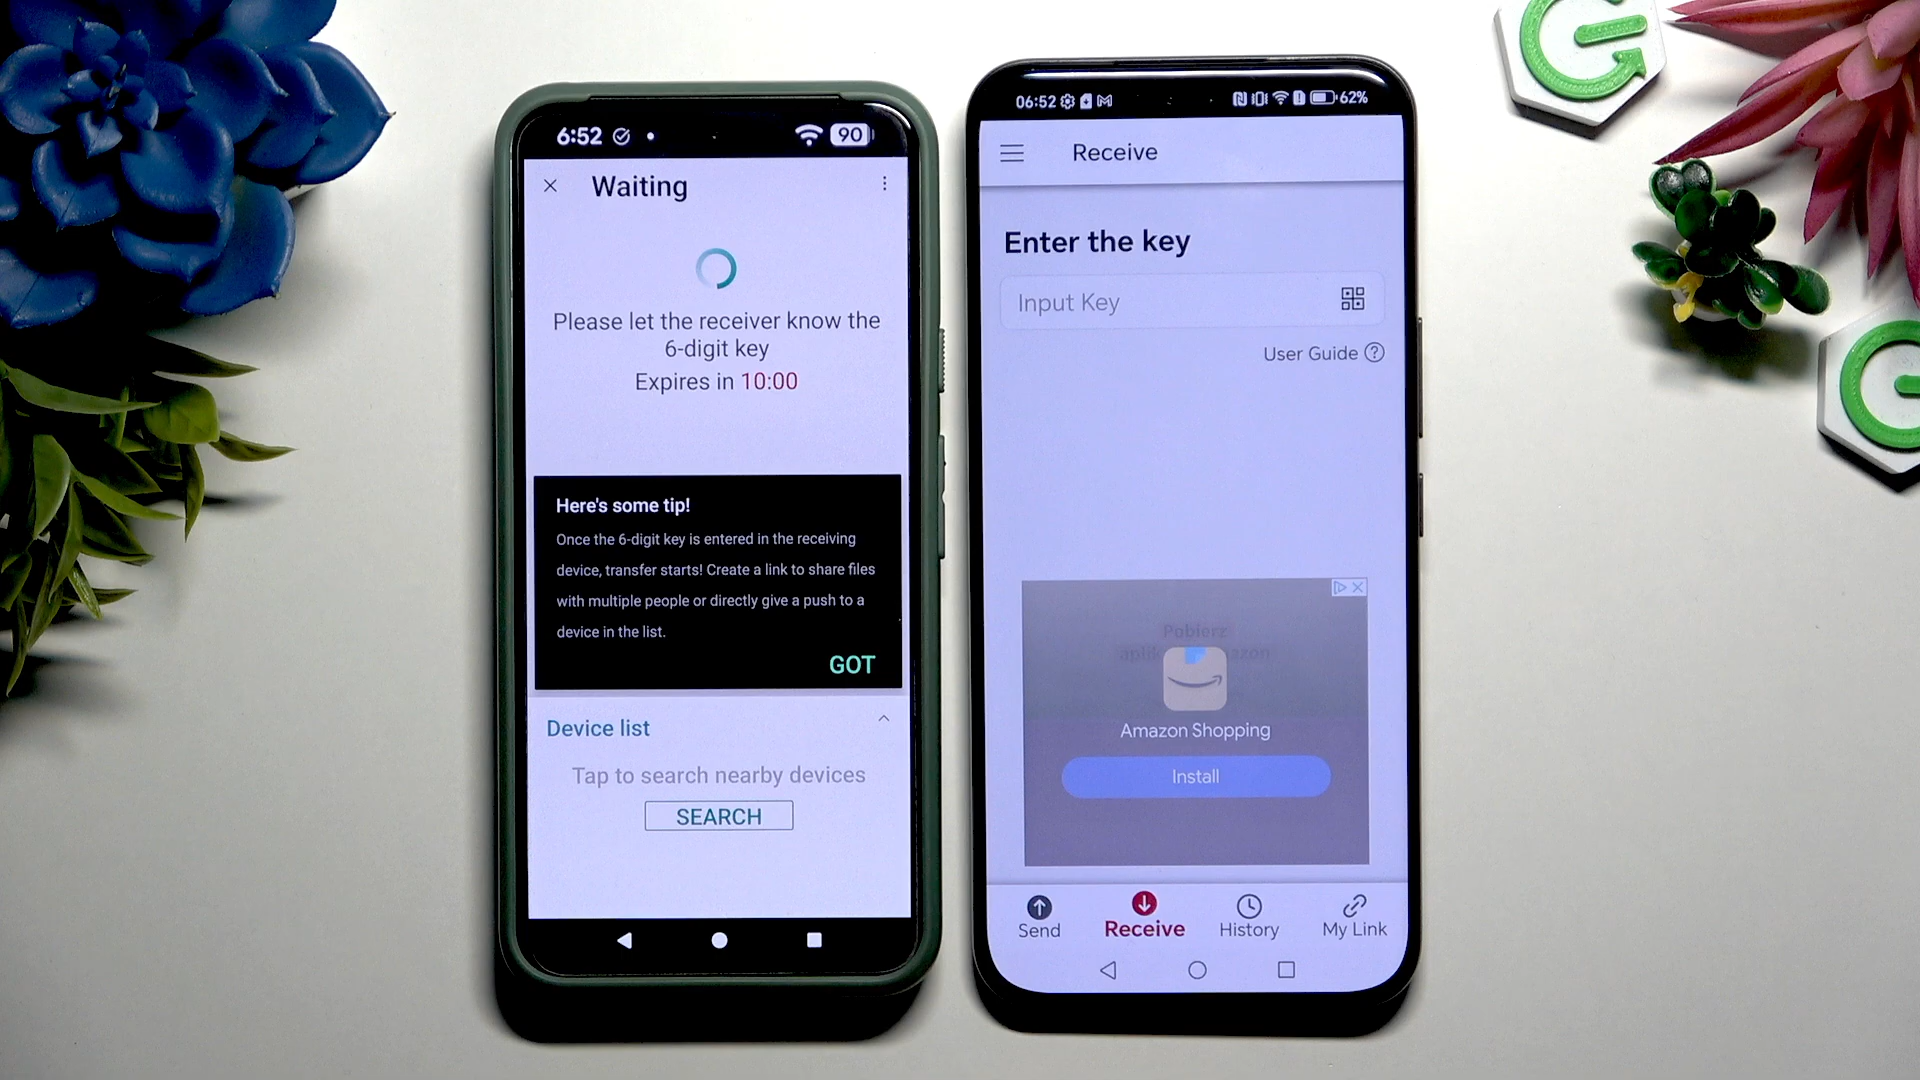 6:52
90
Waiting
Please let the receiver know the
6-digit key
Expires in 10:00
Here's some tip!
Once the 6-digit key is entered in the receiving
device, transfer starts! Create a link to share files
with multiple people or directly give a push to a
device in the list.
GOT
Device list
Tap to search nearby devices
SEARCH
06:52
62%
Receive
Enter the key
Input Key
User Guide
Pobierz
Amazon Shopping
Install
Send
Receive
History
My Link